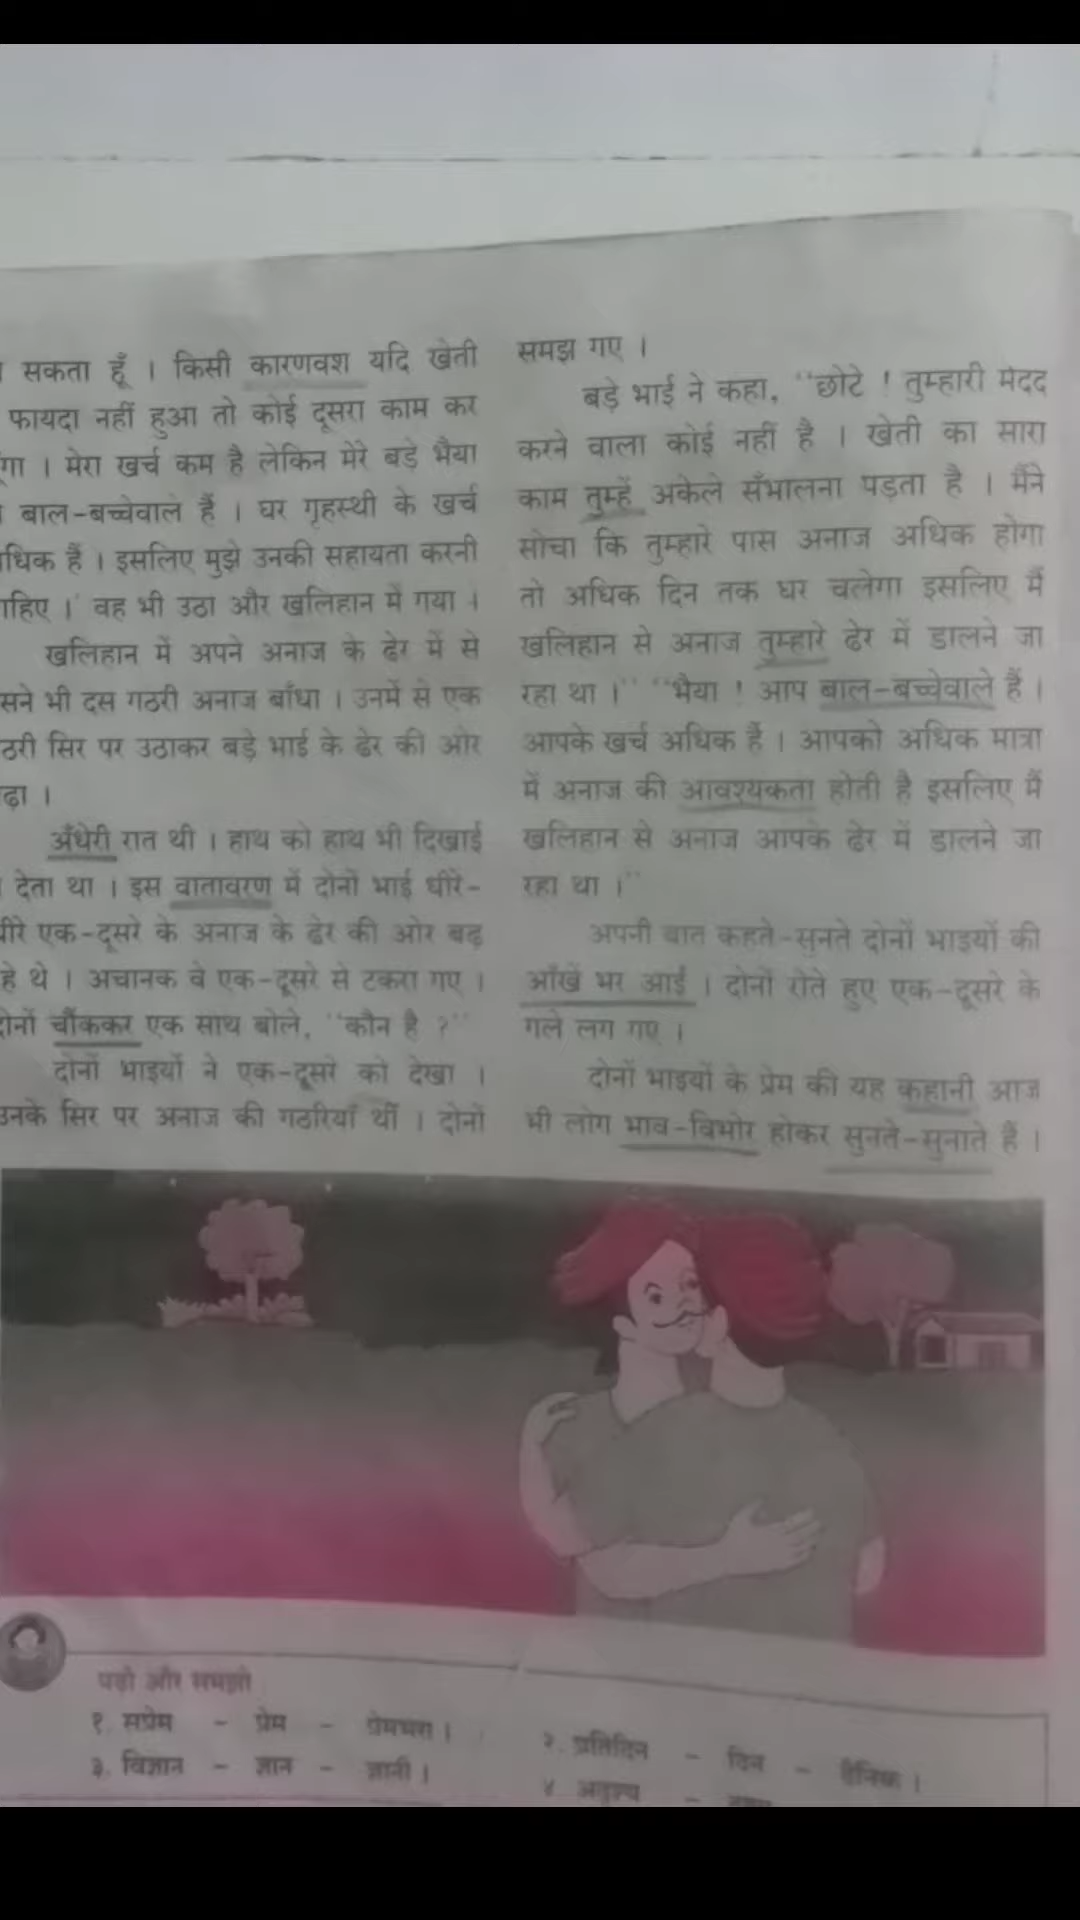 सकता हूँ । किसी कारणवश यदि खेती
फायदा नहीं हुआ तो कोई दूसरा काम कर
गा । मेरा खर्च कम है लेकिन मेरे बड़े भैया
बाल-बच्चेवाले हैं । घर गृहस्थी के खर्च
धिक हैं । इसलिए मुझे उनकी सहायता करनी
हिए ।' वह भी उठा और खलिहान में गया ।
खलिहान में अपने अनाज के ढेर में से
सने भी दस गठरी अनाज बाँधा । उनमें से एक
ठरी सिर पर उठाकर बड़े भाई के ढेर की ओर
ढ़ा ।
अँधेरी रात थी । हाथ को हाथ भी दिखाई
देता था । इस वातावरण में दोनों भाई धीरे-
धीरे एक-दूसरे के अनाज के ढेर की ओर बढ़
हे थे । अचानक वे एक-दूसरे से टकरा गए ।
दोनों चौंककर एक साथ बोले, ''कौन है ?''
दोनों भाइयों ने एक-दूसरे को देखा ।
उनके सिर पर अनाज की गठरियाँ थीं । दोनों
समझ गए ।
बड़े भाई ने कहा, ''छोटे ! तुम्हारी मदद
करने वाला कोई नहीं है । खेती का सारा
काम तुम्हें अकेले सँभालना पड़ता है । मैंने
सोचा कि तुम्हारे पास अनाज अधिक होगा
तो अधिक दिन तक घर चलेगा इसलिए मैं
खलिहान से अनाज तुम्हारे ढेर में डालने जा
रहा था ।'' ''भैया ! आप बाल-बच्चेवाले हैं ।
आपके खर्च अधिक हैं । आपको अधिक मात्रा
में अनाज की आवश्यकता होती है इसलिए मैं
खलिहान से अनाज आपके ढेर में डालने जा
रहा था ।''
अपनी बात कहते-सुनते दोनों भाइयों की
आँखें भर आईं । दोनों रोते हुए एक-दूसरे के
गले लग गए ।
दोनों भाइयों के प्रेम की यह कहानी आज
भी लोग भाव-विभोर होकर सुनते-सुनाते हैं ।
पढ़ो और समझो
१. सप्रेम - प्रेम - प्रेमभरा ।
२. प्रतिदिन - दिन - दैनिक ।
३. विज्ञान - ज्ञान - ज्ञानी ।
४